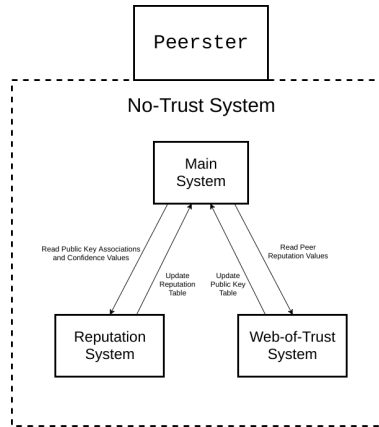 Peerster
No-Trust System
Main
System
Read Public Key Associations
and Confidence Values
Read Peer
Reputation Values
Update
Reputation
Table
Update
Public Key
Table
Reputation
System
Web-of-Trust
System